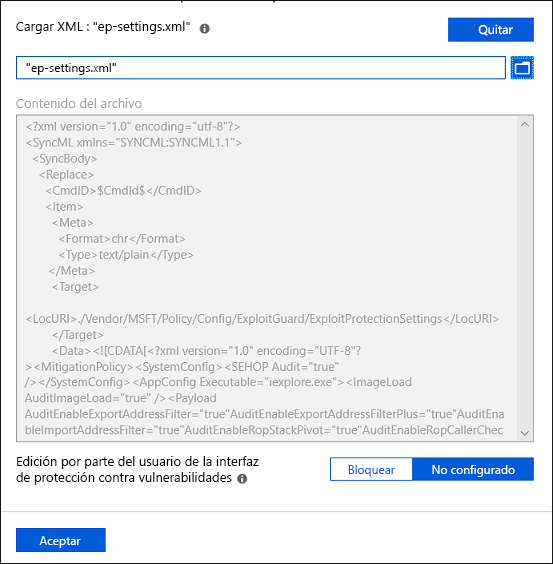 Cargar XML : "ep-settings.xml"
Quitar
"ep-settings.xml"
Contenido del archivo
<?xml version="1.0" encoding="utf-8"?>
<SyncML xmlns="SYNCML:SYNCML1.1">
<SyncBody>
<Replace>
<CmdID>$CmdId$</CmdID>
<Item>
<Meta>
<Format>chr</Format>
<Type>text/plain</Type>
</Meta>
<Target>
<LocURI>./Vendor/MSFT/Policy/Config/ExploitGuard/ExploitProtectionSettings</LocURI>
</Target>
<Data><![CDATA[<?xml version="1.0" encoding="UTF-8"?
><MitigationPolicy><SystemConfig><SEHOP Audit="true"
/></SystemConfig><AppConfig Executable="iexplore.exe"><ImageLoad
AuditImageLoad="true" /><Payload
AuditEnableExportAddressFilter="true"AuditEnableExportAddressFilterPlus="true"AuditEna
bleImportAddressFilter="true"AuditEnableRopStackPivot="true"AuditEnableRopCallerChec
Edición por parte del usuario de la interfaz
de protección contra vulnerabilidades
Bloquear
No configurado
Aceptar